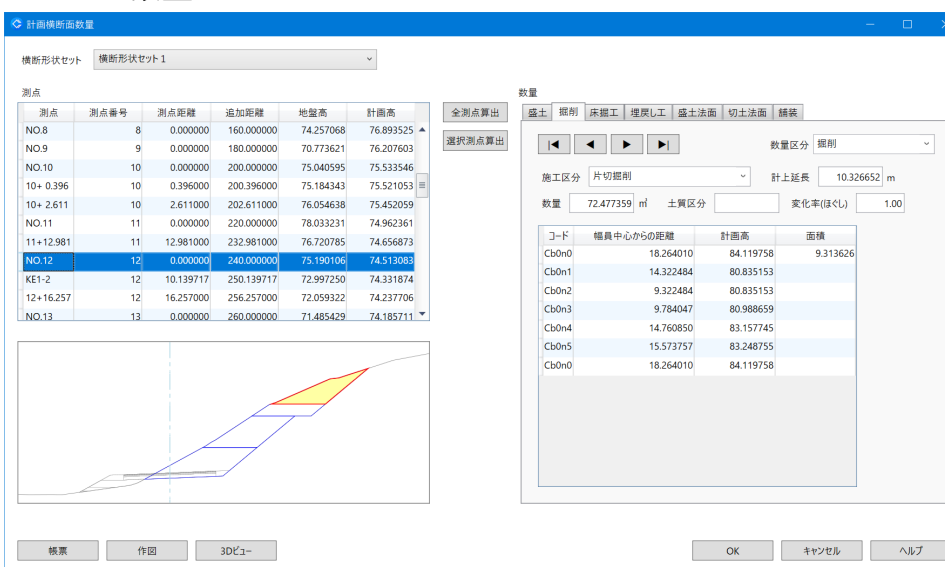 計画横断面数量
横断形状セット 横断形状セット 1
測点
測点 測点番号 測点距離 追加距離 地盤高 計画高
NO.8 8 0.000000 160.000000 74.257068 76.893525
NO.9 9 0.000000 180.000000 70.773621 76.207603
NO.10 10 0.000000 200.000000 75.040595 75.533546
10+ 0.396 10 0.396000 200.396000 75.184343 75.521053
10+ 2.611 10 2.611000 202.611000 76.054638 75.452059
NO.11 11 0.000000 220.000000 78.033231 74.962361
11+12.981 11 12.981000 232.981000 76.720785 74.656873
NO.12 12 0.000000 240.000000 75.190106 74.513083
KE1-2 12 10.139717 250.139717 72.997250 74.331874
12+16.257 12 16.257000 256.257000 72.059322 74.237706
NO.13 13 0.000000 260.000000 71.485429 74.185711
全測点算出
選択測点算出
数量
盛土 掘削 床掘工 埋戻し工 盛土法面 切土法面 舗装
数量区分 掘削
施工区分 片切掘削 計上延長 10.326652 m
数量 72.477359 ㎥ 土質区分 変化率(ほぐし) 1.00
コード 幅員中心からの距離 計画高 面積
Cb0n0 18.264010 84.119758 9.313626
Cb0n1 14.322484 80.835153
Cb0n2 9.322484 80.835153
Cb0n3 9.784047 80.988659
Cb0n4 14.760850 83.157745
Cb0n5 15.573757 83.248755
Cb0n0 18.264010 84.119758
帳票 作図 3Dビュー OK キャンセル ヘルプ